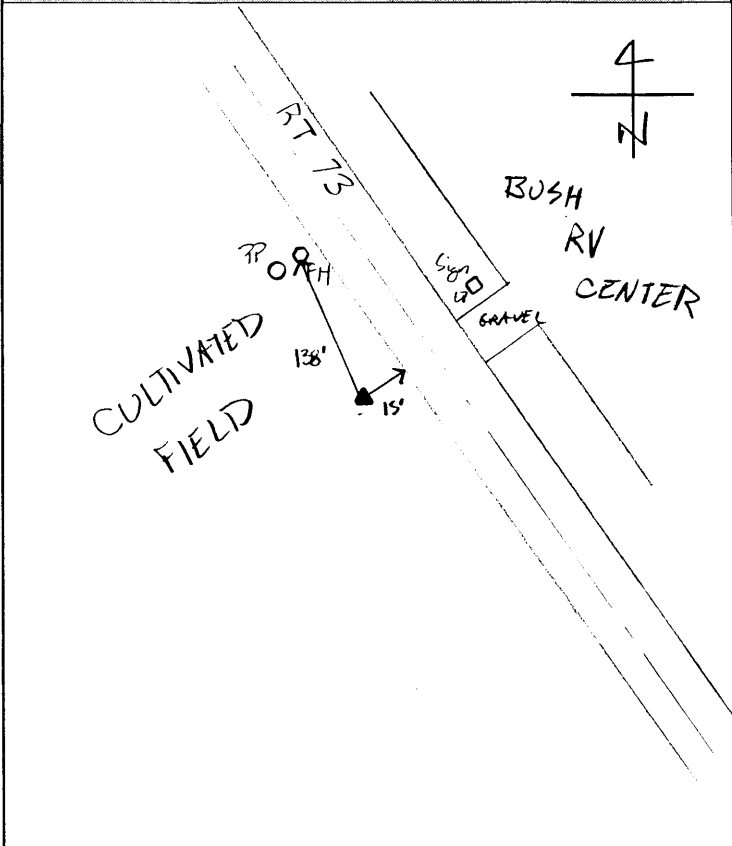 RT 73
N
BUSH
RV
CENTER
Sign
GRAVEL
PP
FH
138'
15'
CULTIVATED
FIELD